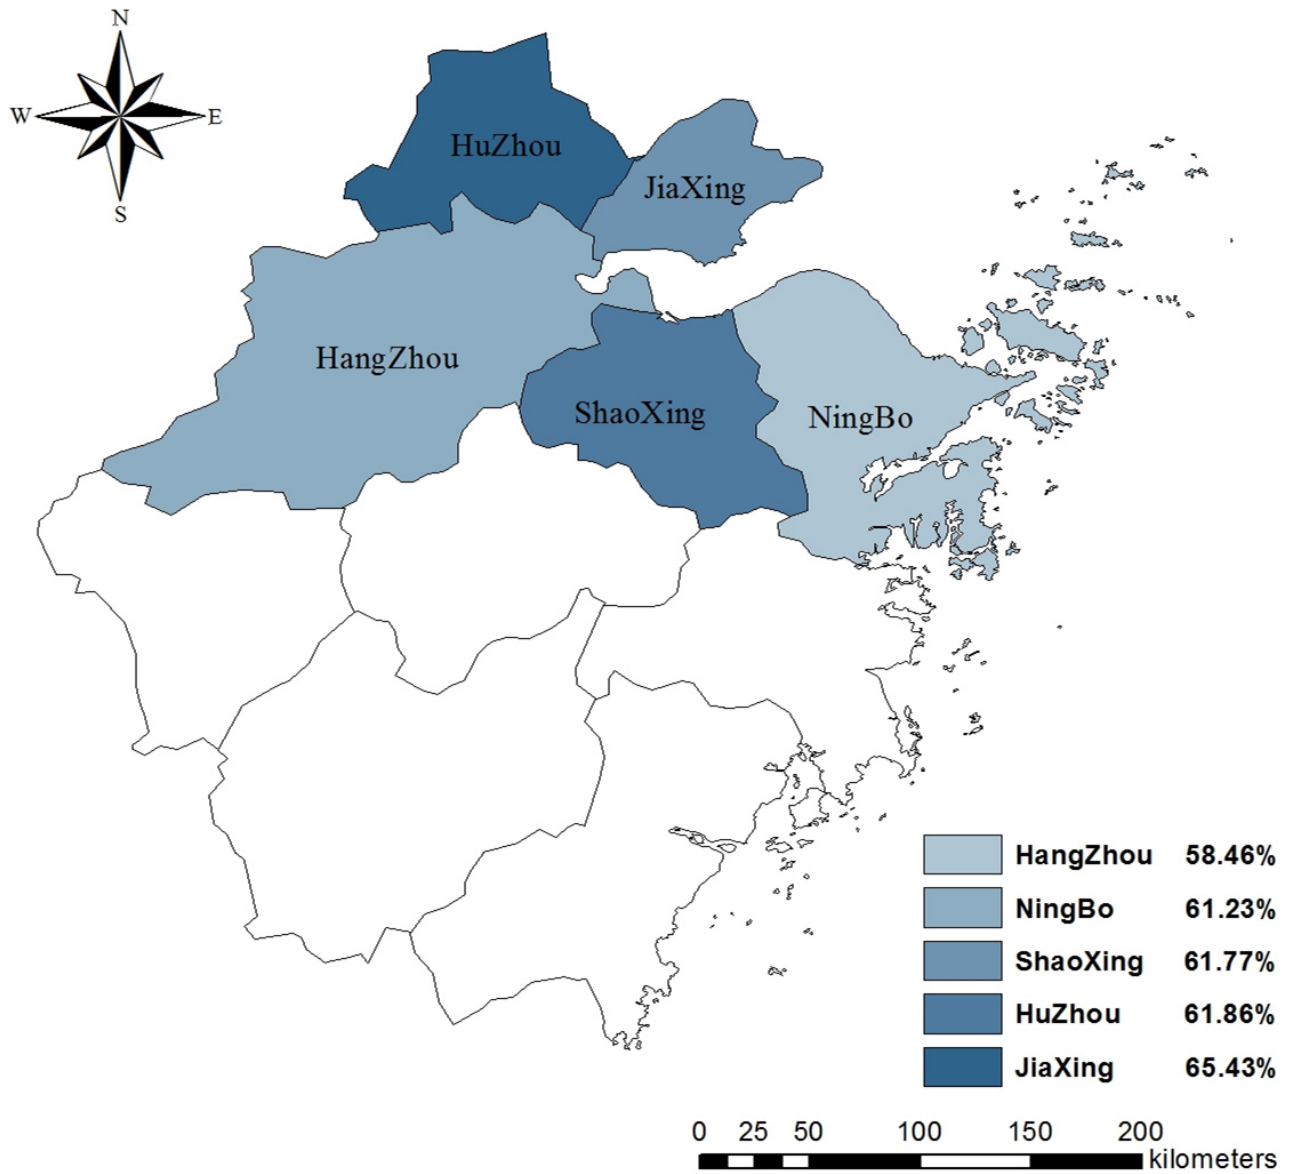 N
W
E
S
HuZhou
JiaXing
HangZhou
ShaoXing
NingBo
HangZhou 58.46%
NingBo 61.23%
ShaoXing 61.77%
HuZhou 61.86%
JiaXing 65.43%
0 25 50 100 150 200
kilometers